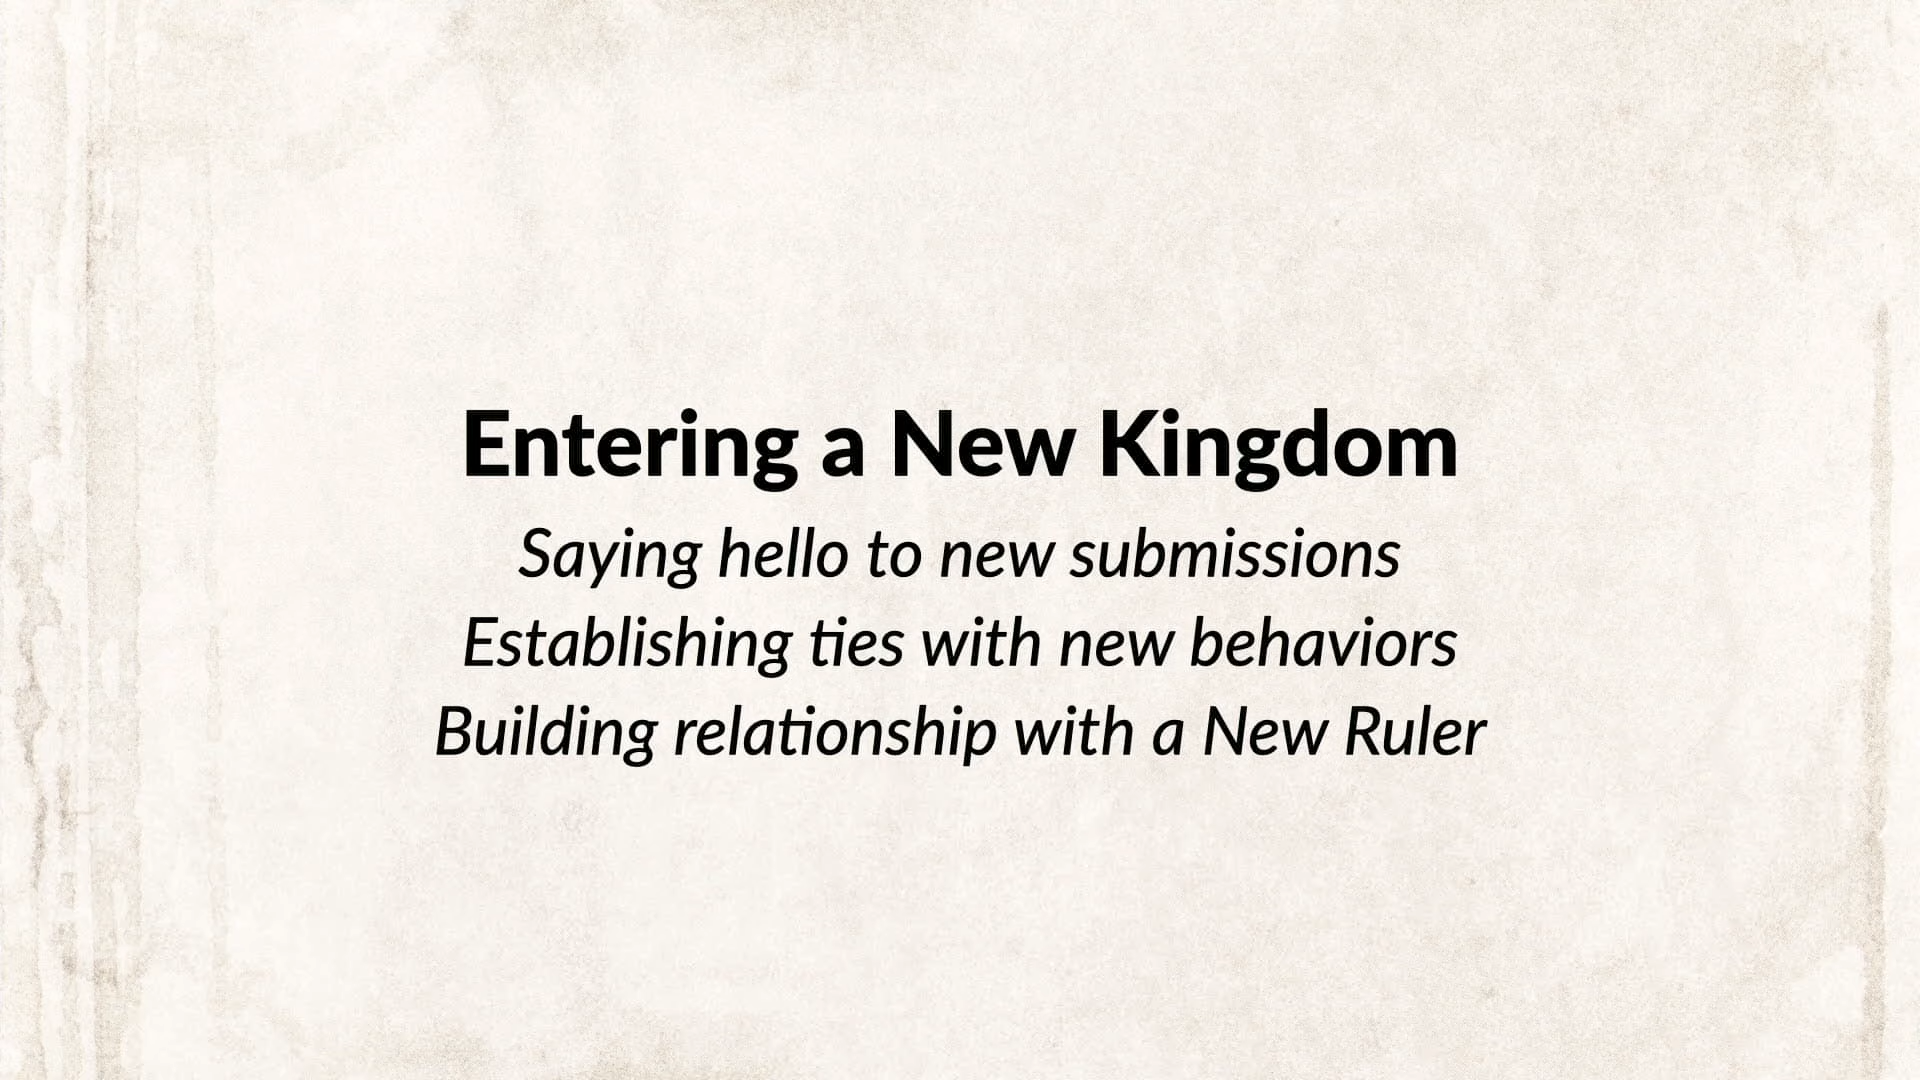 Entering a New Kingdom
Saying hello to new submissions
Establishing ties with new behaviors
Building relationship with a New Ruler